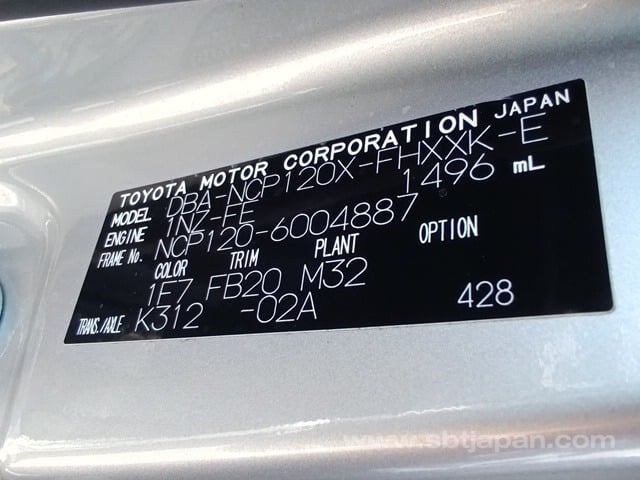 TOYOTA MOTOR CORPORATION JAPAN
MODEL DBA-NCP120X-FHXXK-E
ENGINE 1NZ-FE 1496 mL
FRAME No. NCP120-6004887
COLOR TRIM PLANT OPTION
1E7 FB20 M32
TRANS./AXLE K312 -02A 428
www.sbtjapan.com